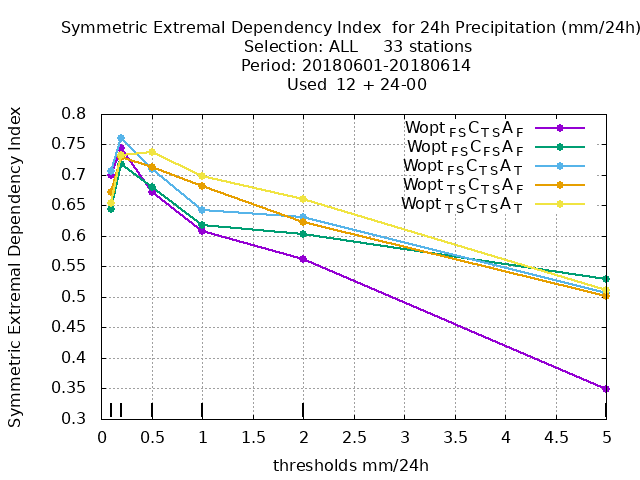 Symmetric Extremal Dependency Index  for 24h Precipitation (mm/24h)
Selection: ALL     33 stations
Period: 20180601-20180614
Used  12 + 24-00
Symmetric Extremal Dependency Index
0.8
0.75
0.7
0.65
0.6
0.55
0.5
0.45
0.4
0.35
0.3
Wopt FS C TS A F
Wopt FS C FS A F
Wopt FS C TS A T
Wopt TS C TS A F
Wopt TS C TS A T
0 0.5 1 1.5 2 2.5 3 3.5 4 4.5 5
thresholds mm/24h